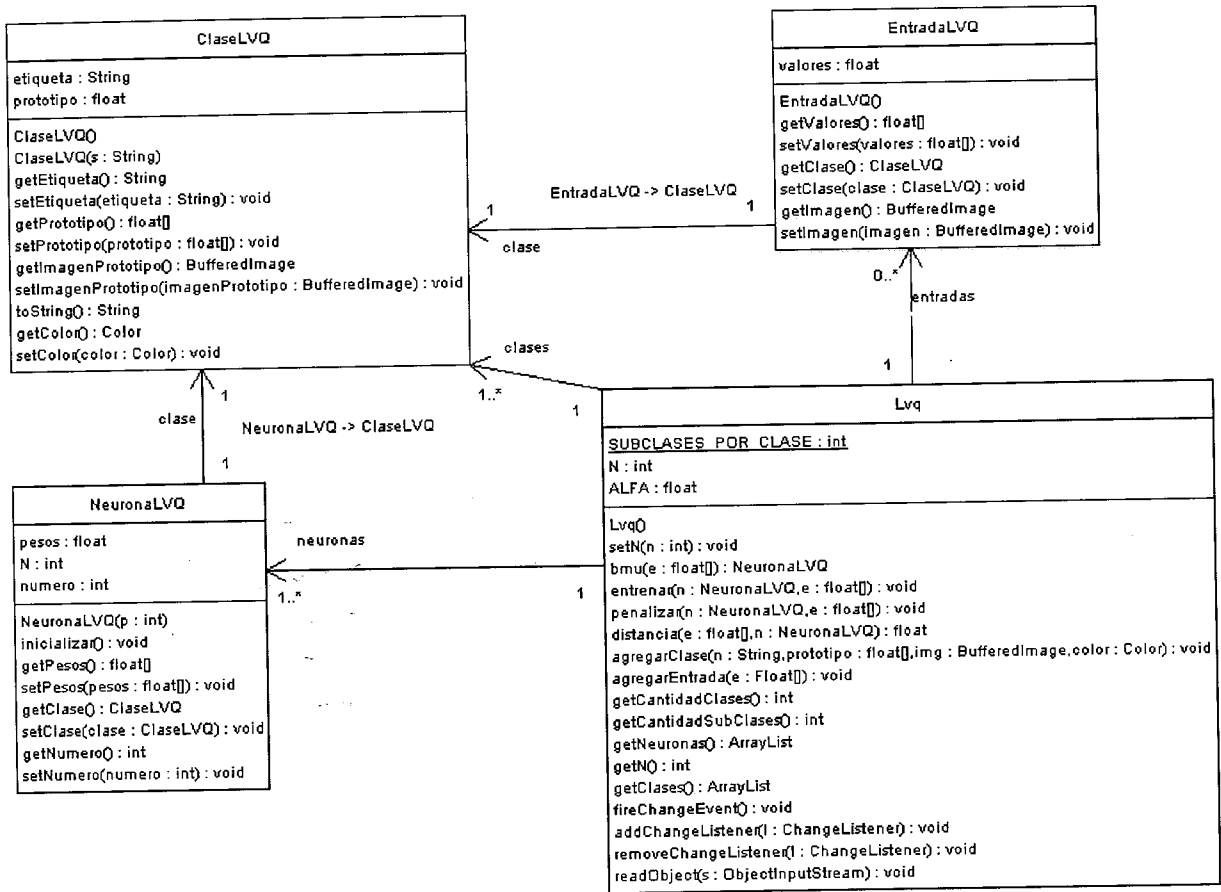 ClaseLVQ
etiqueta : String
prototipo : float
ClaseLVQ()
ClaseLVQ(s : String)
getEtiqueta() : String
setEtiqueta(etiqueta : String) : void
getPrototipo() : float[]
setPrototipo(prototipo : float[]) : void
getImagenPrototipo() : BufferedImage
setImagenPrototipo(imagenPrototipo : BufferedImage) : void
toString() : String
getColor() : Color
setColor(color : Color) : void
EntradaLVQ
valores : float
EntradaLVQ()
getValores() : float[]
setValores(valores : float[]) : void
getClase() : ClaseLVQ
setClase(clase : ClaseLVQ) : void
getImagen() : BufferedImage
setImagen(imagen : BufferedImage) : void
EntradaLVQ -> ClaseLVQ
1
1
clase
0..*
entradas
1
clases
1..*
1
clase
1
NeuronaLVQ -> ClaseLVQ
1
NeuronaLVQ
pesos : float
N : int
numero : int
NeuronaLVQ(p : int)
inicializar() : void
getPesos() : float[]
setPesos(pesos : float[]) : void
getClase() : ClaseLVQ
setClase(clase : ClaseLVQ) : void
getNumero() : int
setNumero(numero : int) : void
neuronas
1..*
1
Lvq
SUBCLASES_POR_CLASE : int
N : int
ALFA : float
Lvq()
setN(n : int) : void
bmu(e : float[]) : NeuronaLVQ
entrenar(n : NeuronaLVQ,e : float[]) : void
penalizar(n : NeuronaLVQ,e : float[]) : void
distancia(e : float[],n : NeuronaLVQ) : float
agregarClase(n : String,prototipo : float[],img : BufferedImage,color : Color) : void
agregarEntrada(e : Float[]) : void
getCantidadClases() : int
getCantidadSubClases() : int
getNeuronas() : ArrayList
getN() : int
getClases() : ArrayList
fireChangeEvent() : void
addChangeListener(l : ChangeListener) : void
removeChangeListener(l : ChangeListener) : void
readObject(s : ObjectInputStream) : void